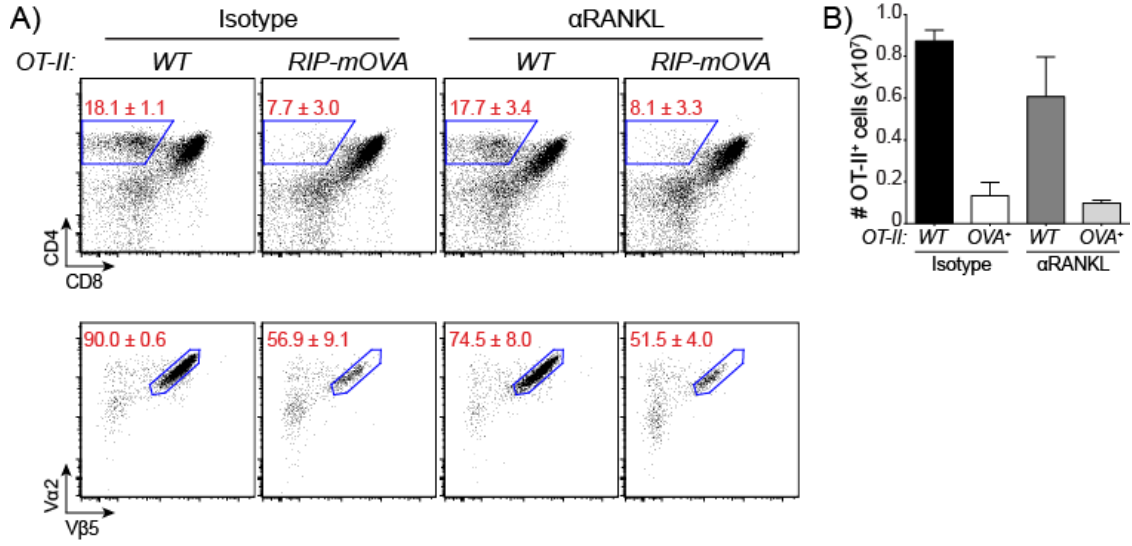 A)
Isotype
αRANKL
OT-II: WT RIP-mOVA WT RIP-mOVA
18.1 ± 1.1
7.7 ± 3.0
17.7 ± 3.4
8.1 ± 3.3
CD4
CD8
90.0 ± 0.6
56.9 ± 9.1
74.5 ± 8.0
51.5 ± 4.0
Vα2
Vβ5
B)
# OT-II⁺ cells (x10⁷)
1.0
0.8
0.6
0.4
0.2
0
OT-II: WT OVA⁺ WT OVA⁺
Isotype αRANKL